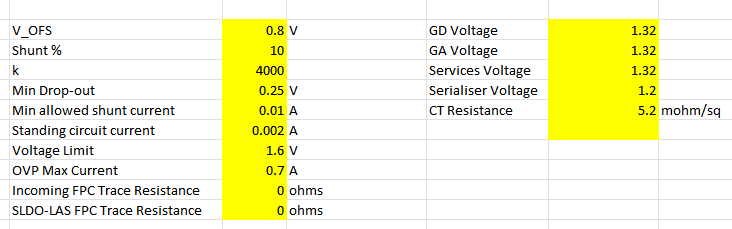 V_OFS 0.8 V GD Voltage 1.32
Shunt % 10 GA Voltage 1.32
k 4000 Services Voltage 1.32
Min Drop-out 0.25 V Serialiser Voltage 1.2
Min allowed shunt current 0.01 A CT Resistance 5.2 mohm/sq
Standing circuit current 0.002 A
Voltage Limit 1.6 V
OVP Max Current 0.7 A
Incoming FPC Trace Resistance 0 ohms
SLDO-LAS FPC Trace Resistance 0 ohms